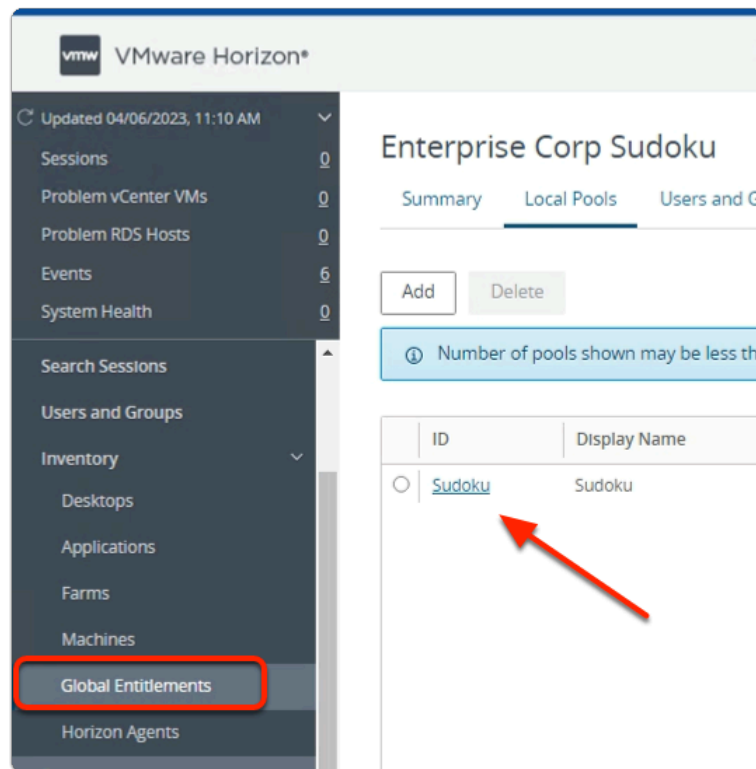 vmw VMware Horizon®
Updated 04/06/2023, 11:10 AM
Sessions 0
Problem vCenter VMs 0
Problem RDS Hosts 0
Events 6
System Health 0
Search Sessions
Users and Groups
Inventory
Desktops
Applications
Farms
Machines
Global Entitlements
Horizon Agents
Enterprise Corp Sudoku
Summary Local Pools Users and G
Add Delete
Number of pools shown may be less th
ID Display Name
Sudoku Sudoku